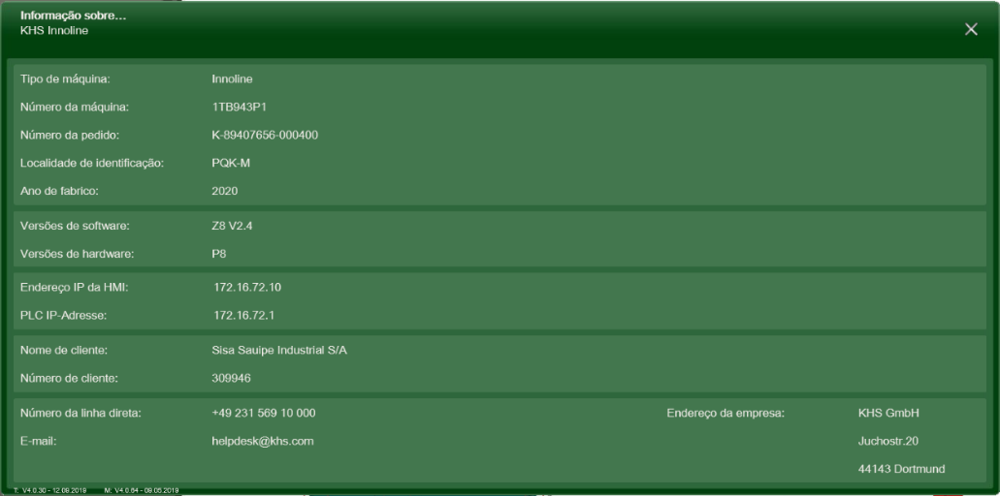 Informação sobre...
KHS Innoline
Tipo de máquina: Innoline
Número da máquina: 1TB943P1
Número da pedido: K-89407656-000400
Localidade de identificação: PQK-M
Ano de fabrico: 2020
Versões de software: Z8 V2.4
Versões de hardware: P8
Endereço IP da HMI: 172.16.72.10
PLC IP-Adresse: 172.16.72.1
Nome de cliente: Sisa Sauipe Industrial S/A
Número de cliente: 309946
Número da linha direta: +49 231 569 10 000 Endereço da empresa: KHS GmbH
E-mail: helpdesk@khs.com Juchostr.20
44143 Dortmund
T: V4.0.30 - 12.09.2019 M: V4.0.64 - 09.05.2019